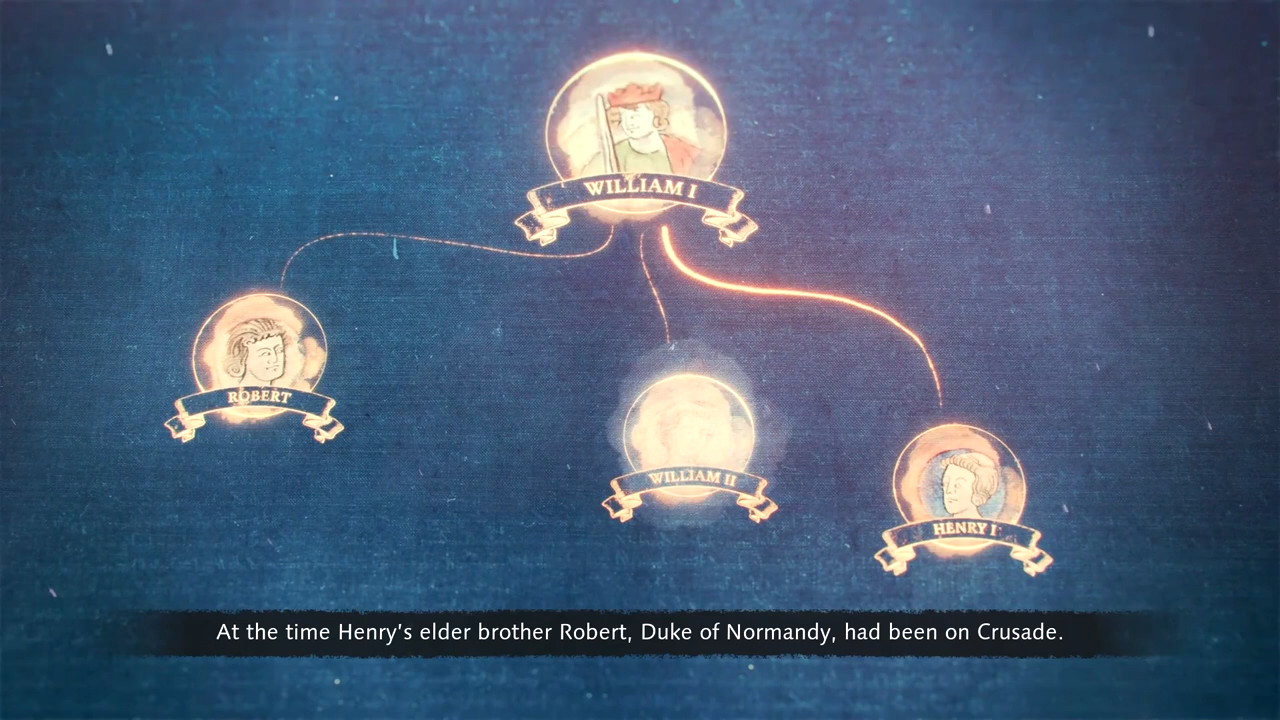 WILLIAM I
ROBERT
WILLIAM II
HENRY I
At the time Henry's elder brother Robert, Duke of Normandy, had been on Crusade.